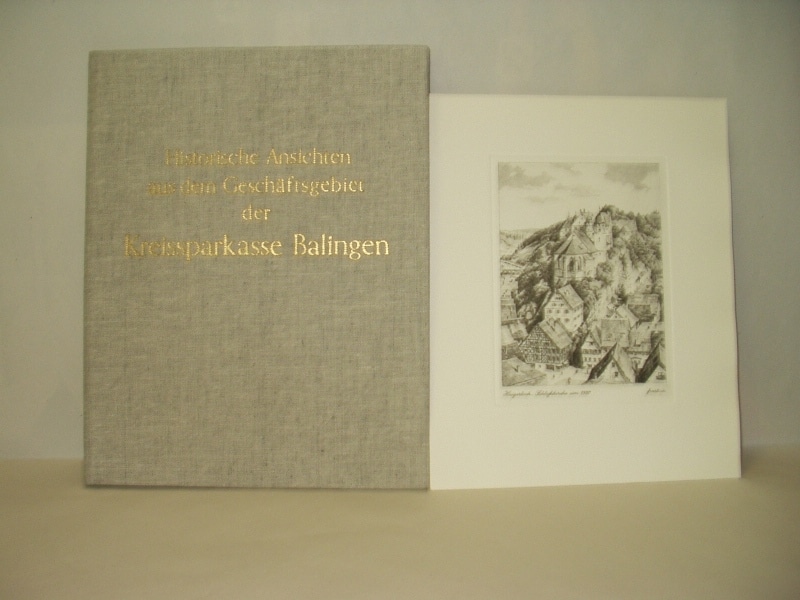 Historische Ansichten
aus dem Geschäftsgebiet
der
Kreissparkasse Balingen